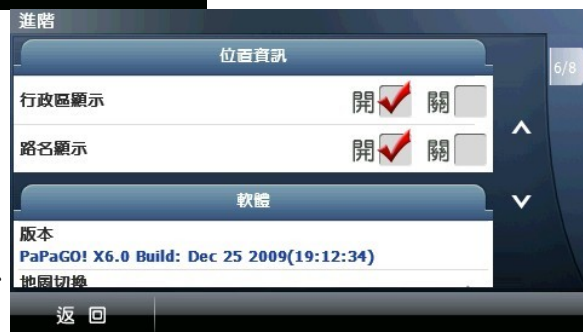 進階
位置資訊
6/8
行政區顯示 開 關
路名顯示 開 關
軟體
版本
PaPaGO! X6.0 Build: Dec 25 2009(19:12:34)
地圖切換
返回